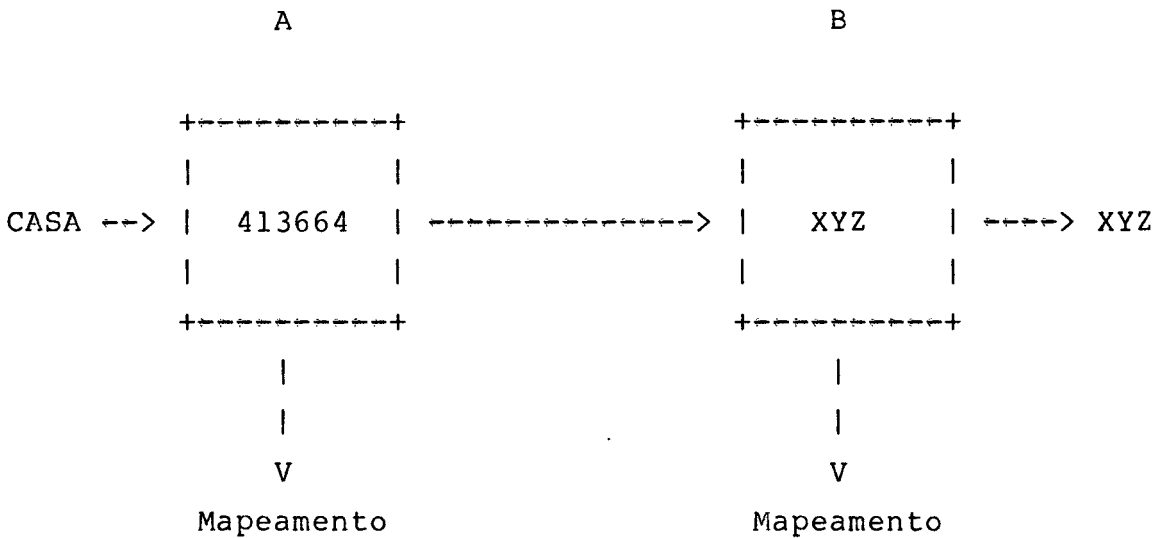 A B
+----------+ +----------+
| | | |
CASA --> | 413664 | --------------> | XYZ | ----> XYZ
| | | |
+----------+ +----------+
| |
| |
V V
Mapeamento Mapeamento